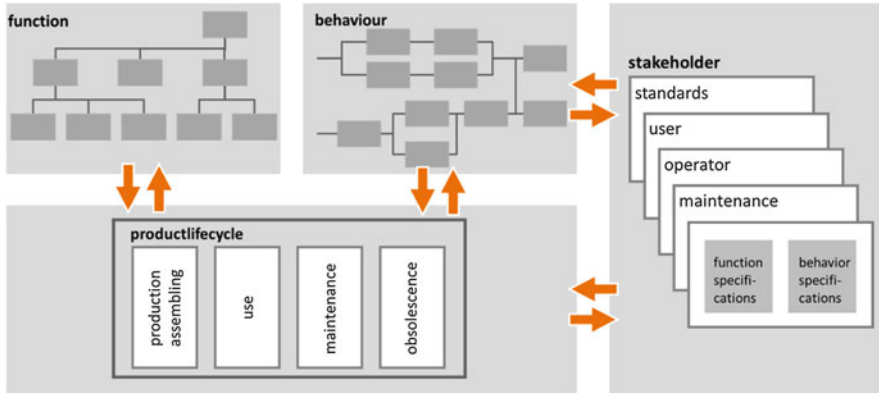 function
behaviour
stakeholder
standards
user
operator
maintenance
function
specifi-
cations
behavior
specifi-
cations
productlifecycle
production
assembling
use
maintenance
obsolescence